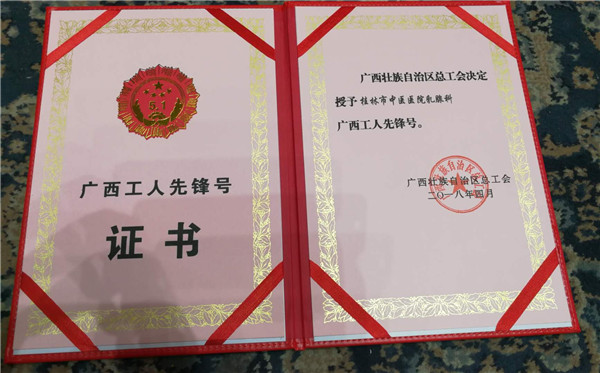 5.1
广西工人先锋号
证书
广西壮族自治区总工会决定
授予桂林市中医医院乳腺科
广西工人先锋号。
广西壮族自治区总工会
二〇一八年四月